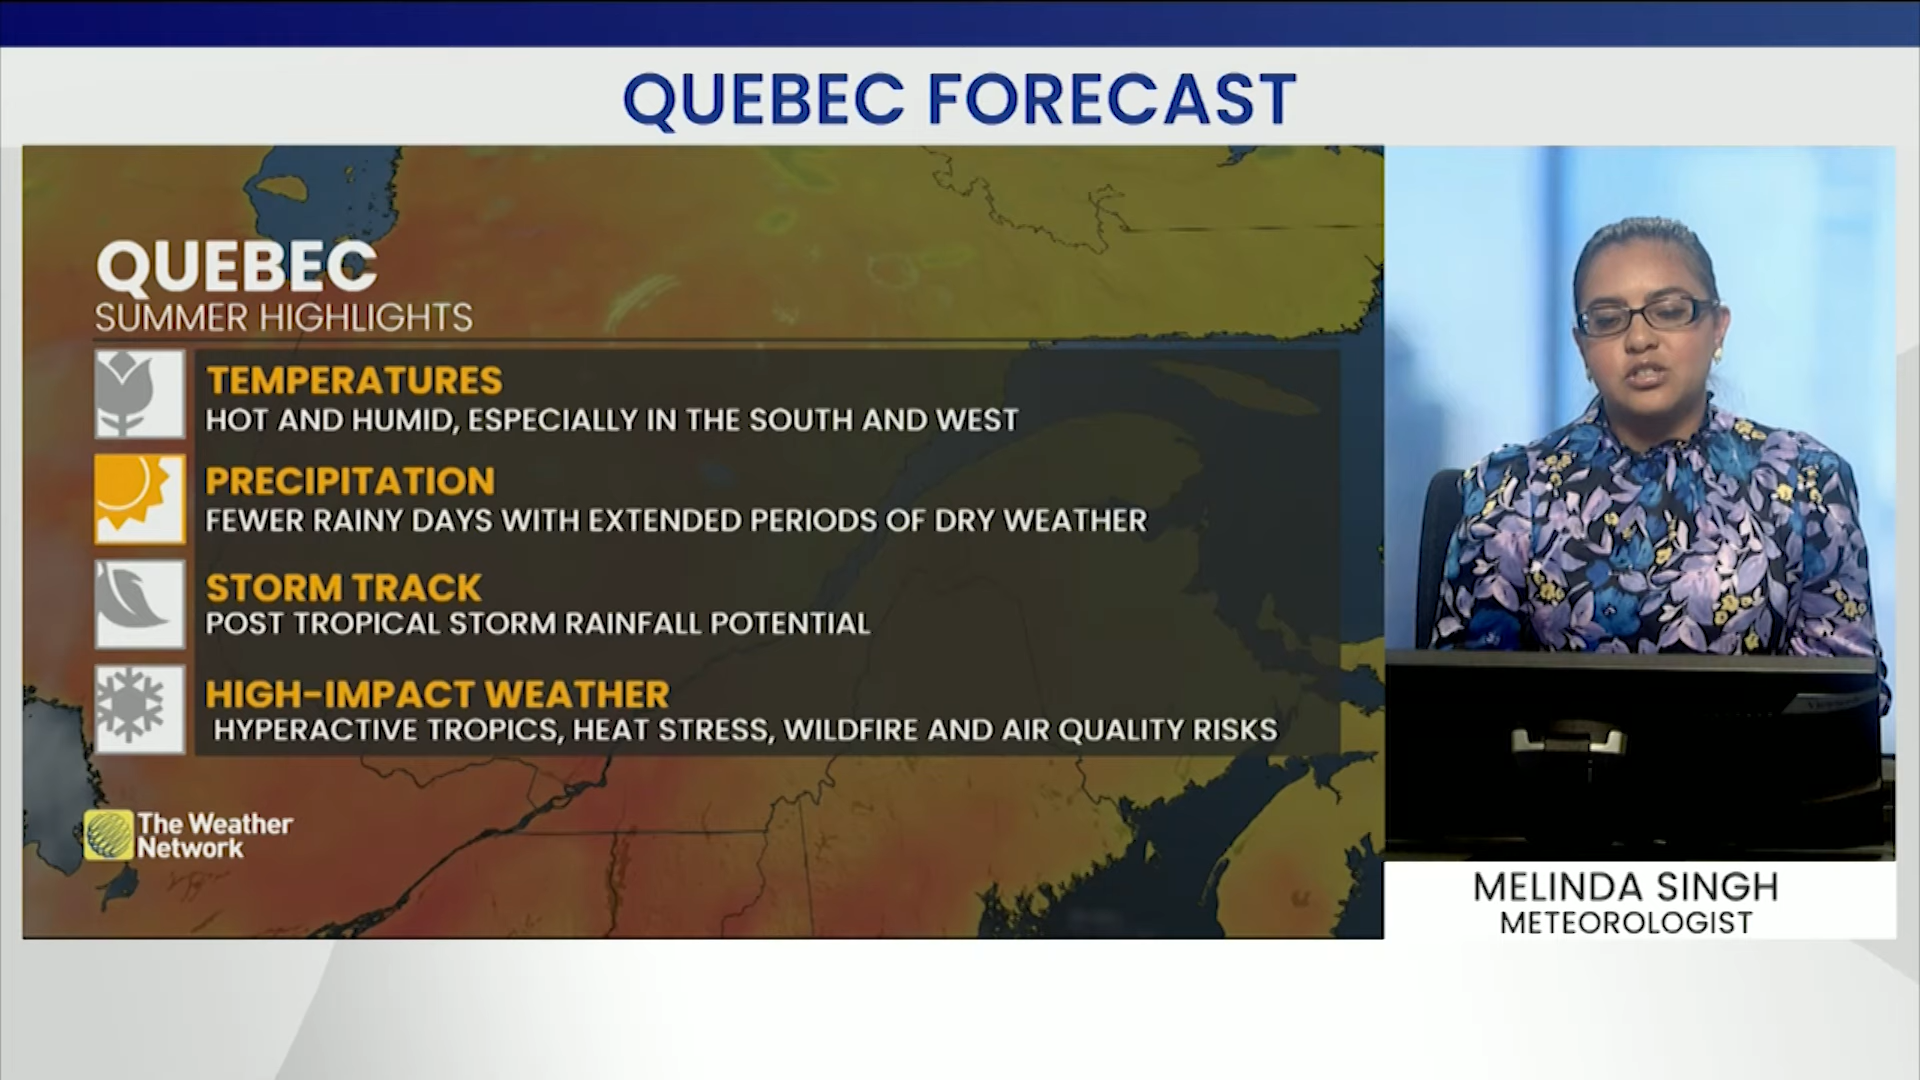 QUEBEC FORECAST
QUEBEC
SUMMER HIGHLIGHTS
TEMPERATURES
HOT AND HUMID, ESPECIALLY IN THE SOUTH AND WEST
PRECIPITATION
FEWER RAINY DAYS WITH EXTENDED PERIODS OF DRY WEATHER
STORM TRACK
POST TROPICAL STORM RAINFALL POTENTIAL
HIGH-IMPACT WEATHER
HYPERACTIVE TROPICS, HEAT STRESS, WILDFIRE AND AIR QUALITY RISKS
The Weather
Network
MELINDA SINGH
METEOROLOGIST